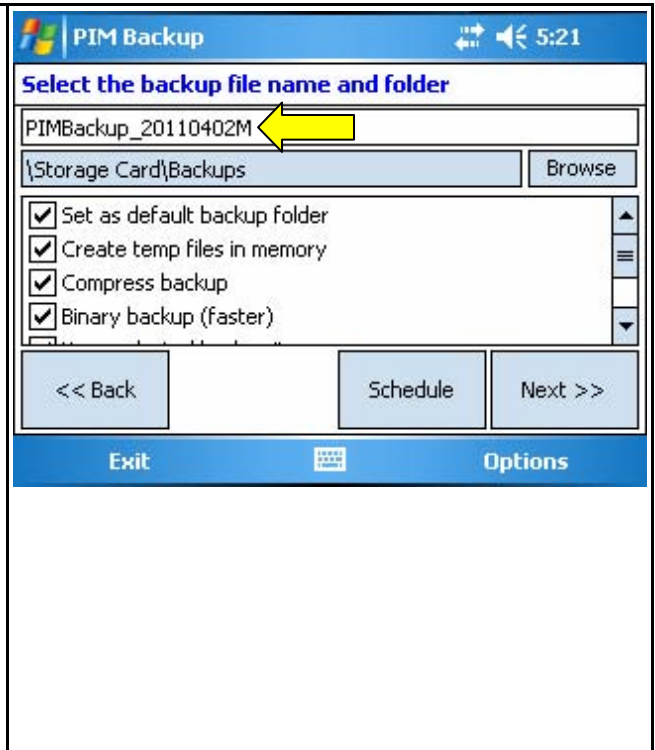 PIM Backup 5:21
Select the backup file name and folder
PIMBackup_20110402M
\Storage Card\Backups Browse
Set as default backup folder
Create temp files in memory
Compress backup
Binary backup (faster)
<< Back Schedule Next >>
Exit Options